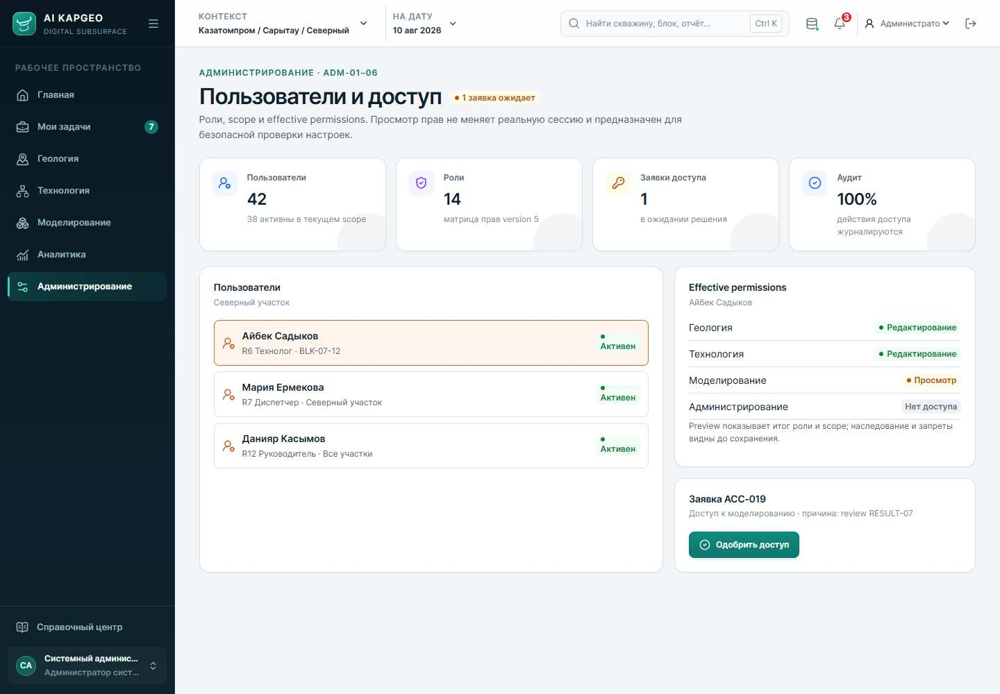 AI KAPGEO
DIGITAL SUBSURFACE
РАБОЧЕЕ ПРОСТРАНСТВО
Главная
Мои задачи
7
Геология
Технология
Моделирование
Аналитика
Администрирование
Справочный центр
СА
Системный админис...
Администратор сист...
КОНТЕКСТ
Казатомпром / Сарытау / Северный
НА ДАТУ
10 авг 2026
Найти скважину, блок, отчёт...
Ctrl K
3
Администрато
АДМИНИСТРИРОВАНИЕ · ADM-01–06
Пользователи и доступ
1 заявка ожидает
Роли, scope и effective permissions. Просмотр прав не меняет реальную сессию и предназначен для
безопасной проверки настроек.
Пользователи
42
38 активны в текущем scope
Роли
14
матрица прав version 5
Заявки доступа
1
в ожидании решения
Аудит
100%
действия доступа
журналируются
Пользователи
Северный участок
Айбек Садыков
R6 Технолог · BLK-07-12
Активен
Мария Ермекова
R7 Диспетчер · Северный участок
Активен
Данияр Касымов
R12 Руководитель · Все участки
Активен
Effective permissions
Айбек Садыков
Геология
Редактирование
Технология
Редактирование
Моделирование
Просмотр
Администрирование
Нет доступа
Preview показывает итог роли и scope; наследование и запреты
видны до сохранения.
Заявка ACC-019
Доступ к моделированию · причина: review RESULT-07
Одобрить доступ